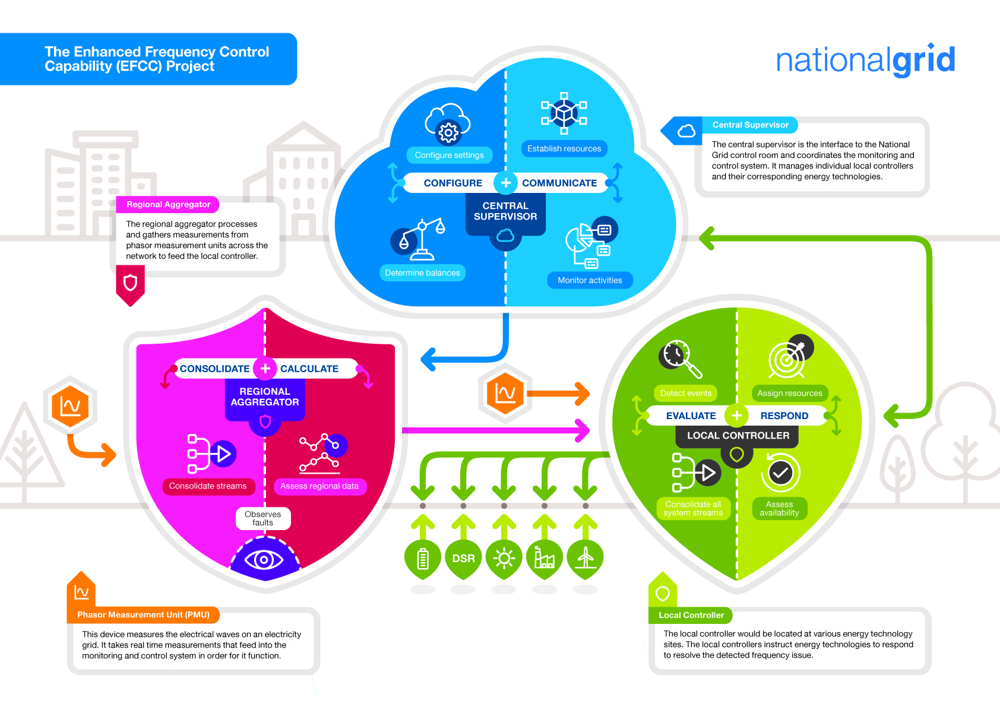 The Enhanced Frequency Control
Capability (EFCC) Project
nationalgrid
Configure settings
Establish resources
CONFIGURE + COMMUNICATE
CENTRAL
SUPERVISOR
Determine balances
Monitor activities
Central Supervisor
The central supervisor is the interface to the National
Grid control room and coordinates the monitoring and
control system. It manages individual local controllers
and their corresponding energy technologies.
Regional Aggregator
The regional aggregator processes
and gathers measurements from
phasor measurement units across the
network to feed the local controller.
CONSOLIDATE + CALCULATE
REGIONAL
AGGREGATOR
Consolidate streams
Assess regional data
Observes
faults
Detect events
Assign resources
EVALUATE + RESPOND
LOCAL CONTROLLER
Consolidate all
system streams
Assess
availability
DSR
Phasor Measurement Unit (PMU)
This device measures the electrical waves on an electricity
grid. It takes real time measurements that feed into the
monitoring and control system in order for it function.
Local Controller
The local controller would be located at various energy technology
sites. The local controllers instruct energy technologies to respond
to resolve the detected frequency issue.